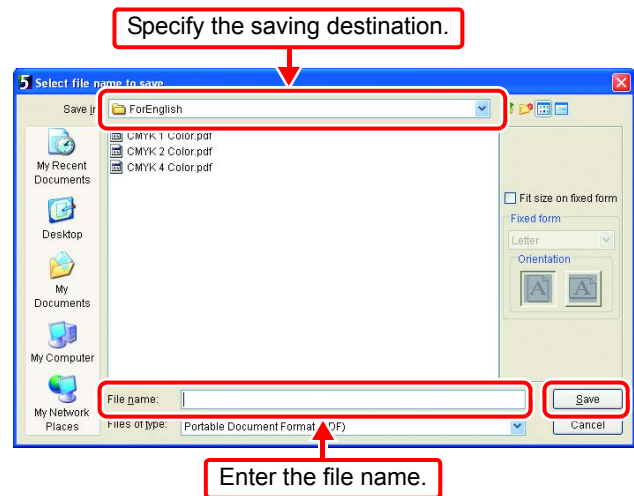 Specify the saving destination.
Select file name to save
Save in
ForEnglish
CMYK 1 Color.pdf
CMYK 2 Color.pdf
CMYK 4 Color.pdf
My Recent
Documents
Desktop
My
Documents
My Computer
My Network
Places
Fit size on fixed form
Fixed form
Letter
Orientation
A A
File name:
Save
Files of type: Portable Document Format DF)
Cancel
Enter the file name.